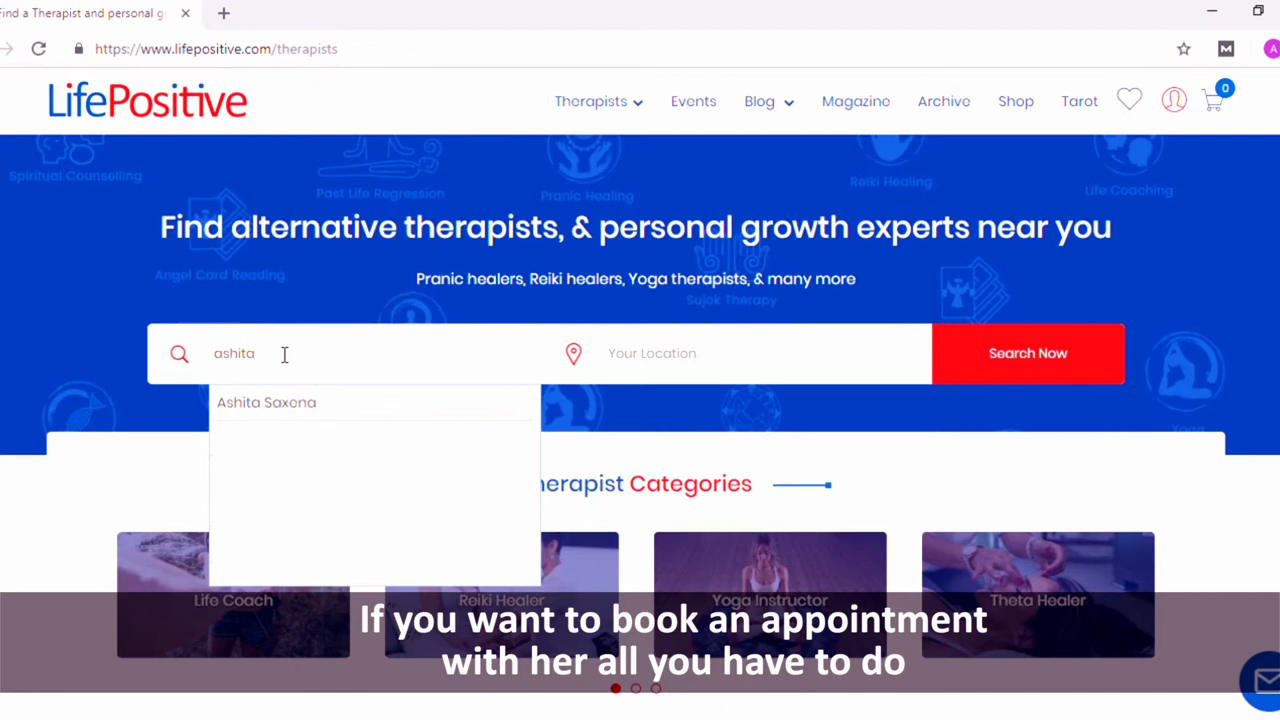 Find a Therapist and personal g
https://www.lifepositive.com/therapists
M
A
LifePositive
Therapists
Events
Blog
Magazine
Archive
Shop
Tarot
0
Spiritual Counselling
Past Life Regression
Pranic Healing
Reiki Healing
Life Coaching
Find alternative therapists, & personal growth experts near you
Angel Card Reading
Pranic healers, Reiki healers, Yoga therapists, & many more
Sujok Therapy
ashita
Your Location
Search Now
Ashita Saxena
Yoga
herapist Categories
Life Coach
Reiki Healer
Yoga Instructor
Theta Healer
If you want to book an appointment
with her all you have to do